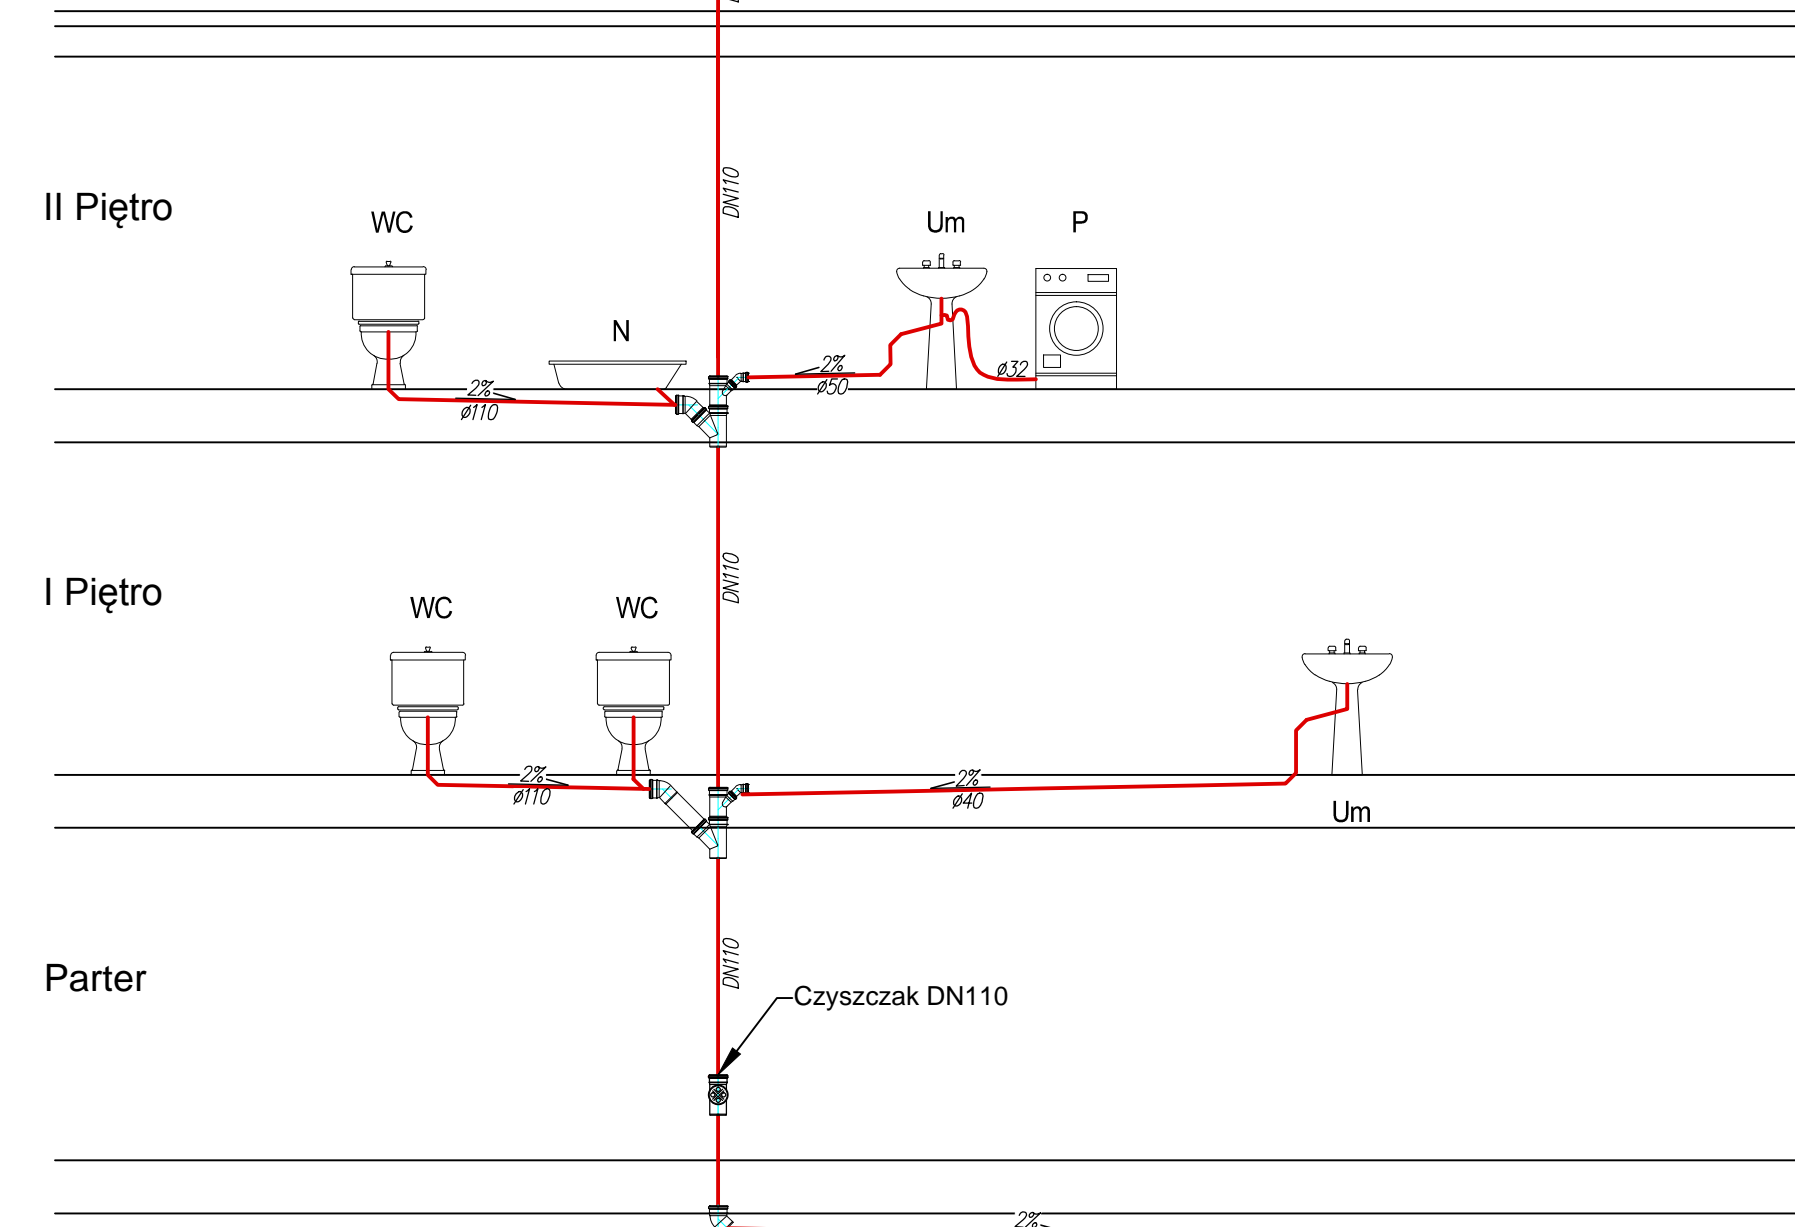 DN110
II Piętro
WC
Um
P
N
2%
ø50
ø32
2%
ø110
DN110
I Piętro
WC
WC
2%
ø110
2%
ø40
Um
DN110
Parter
Czyszczak DN110
2%